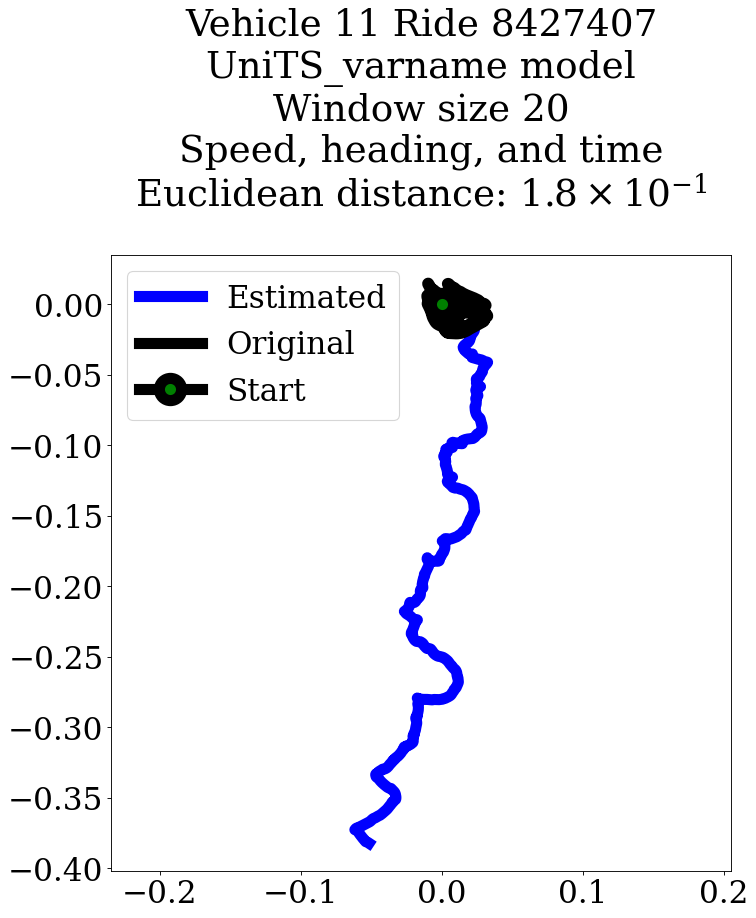 Vehicle 11 Ride 8427407
UniTS_varname model
Window size 20
Speed, heading, and time
Euclidean distance: 1.8 × 10⁻¹
Estimated
Original
Start
0.00
−0.05
−0.10
−0.15
−0.20
−0.25
−0.30
−0.35
−0.40
−0.2 −0.1 0.0 0.1 0.2